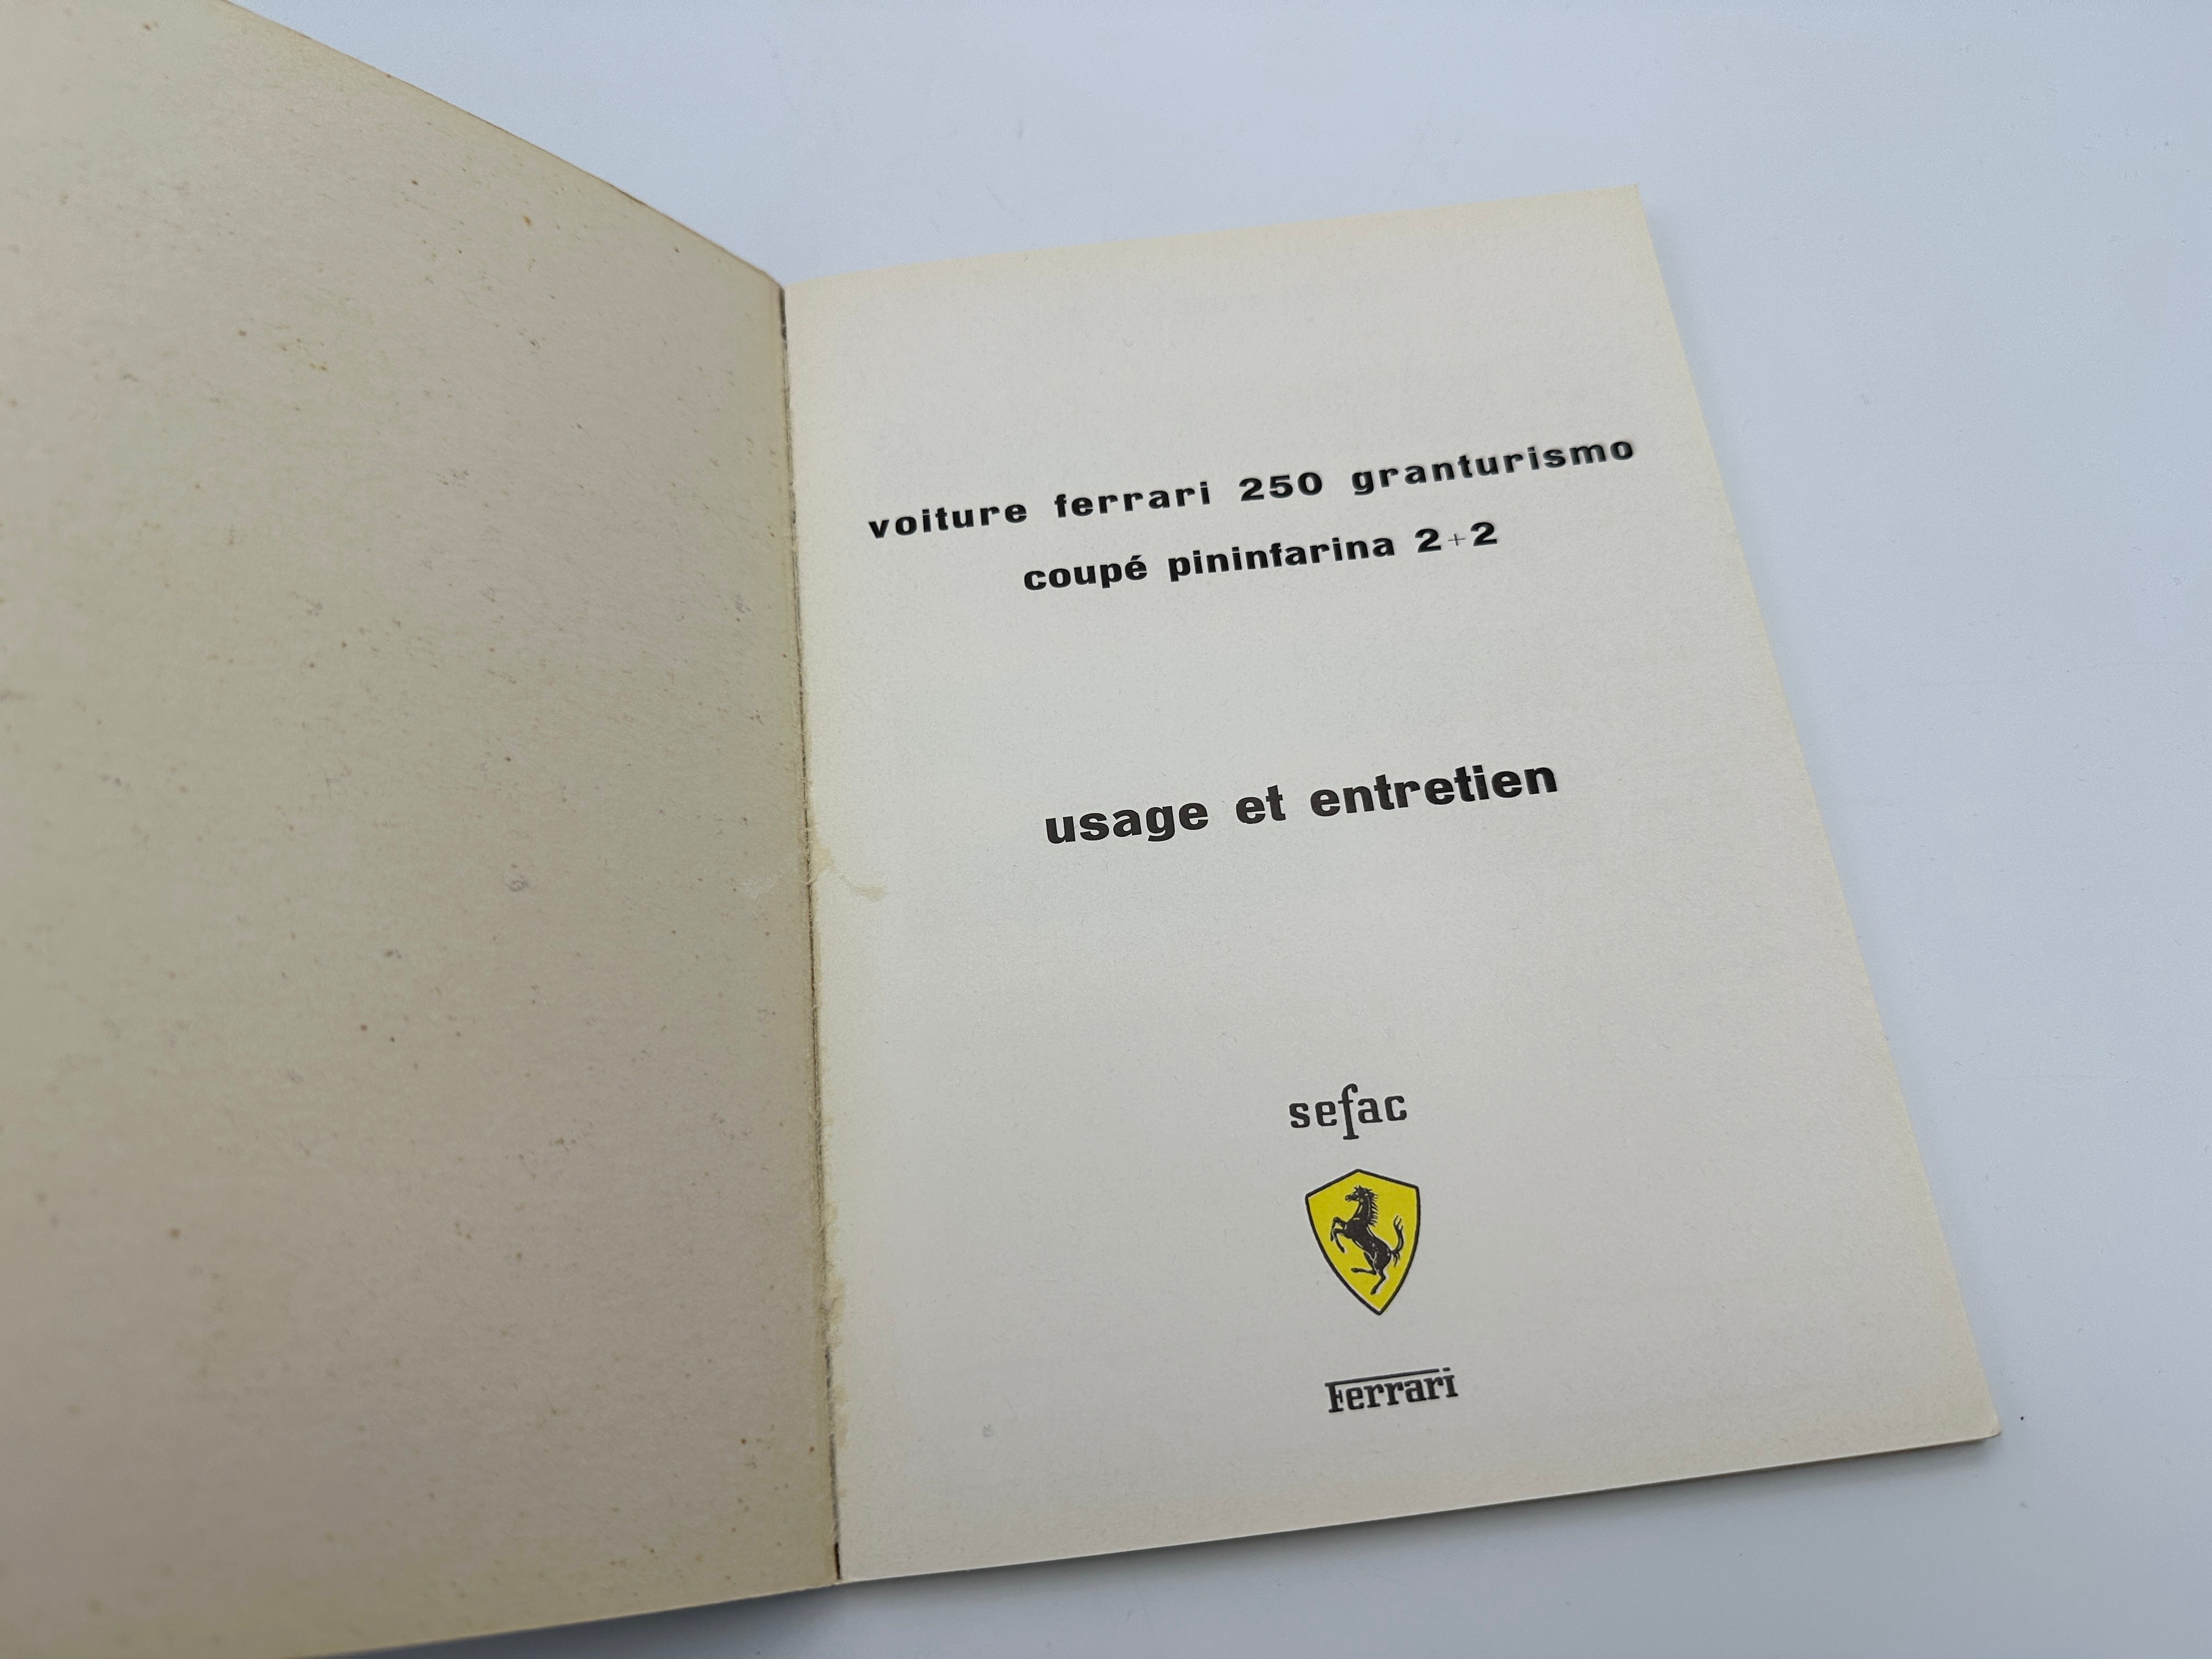 voiture ferrari 250 granturismo
coupé pininfarina 2+2
usage et entretien
sefac
Ferrari